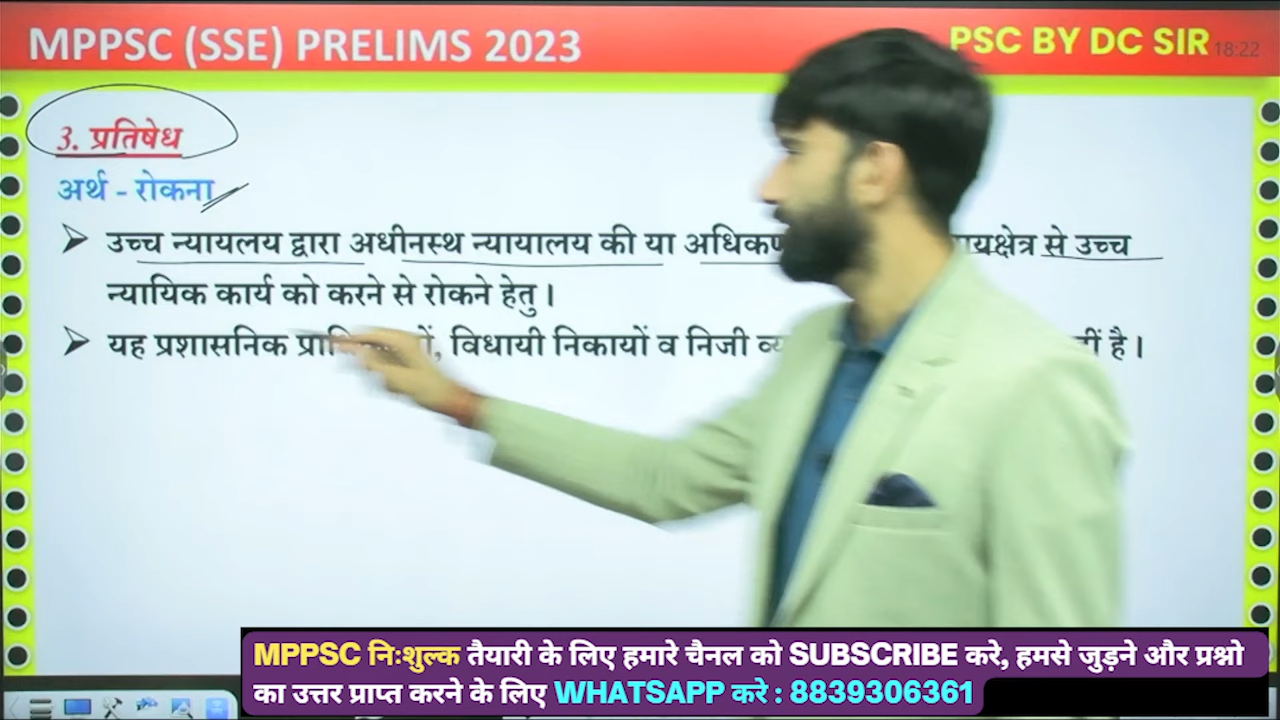 MPPSC (SSE) PRELIMS 2023
PSC BY DC SIR
18:22
3. प्रतिषेध
अर्थ - रोकना
➢ उच्च न्यायलय द्वारा अधीनस्थ न्यायालय की या से उच्च
न्यायिक कार्य को करने से रोकने हेतु ।
➢ यह प्रशासनिक विधायी निकायों व निजी है ।
MPPSC निःशुल्क तैयारी के लिए हमारे चैनल को SUBSCRIBE करे, हमसे जुड़ने और प्रश्नो
का उत्तर प्राप्त करने के लिए WHATSAPP करे : 8839306361